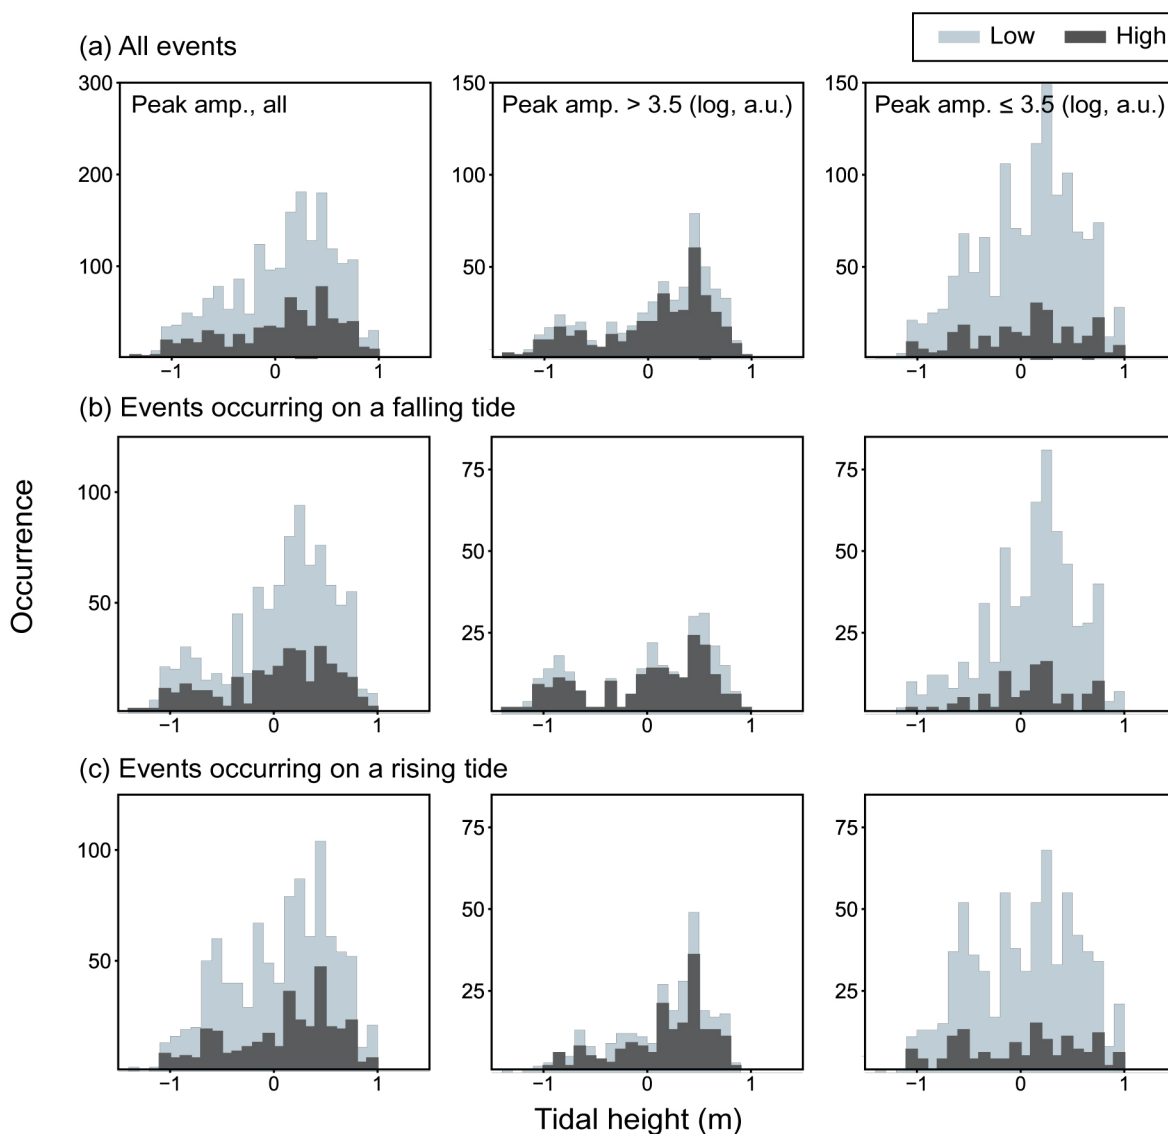 Low High
(a) All events
300
200
100
−1 0 1
Peak amp., all
150
100
50
−1 0 1
Peak amp. > 3.5 (log, a.u.)
150
100
50
−1 0 1
Peak amp. ≤ 3.5 (log, a.u.)
(b) Events occurring on a falling tide
100
50
−1 0 1
75
50
25
−1 0 1
75
50
25
−1 0 1
(c) Events occurring on a rising tide
100
50
−1 0 1
75
50
25
−1 0 1
75
50
25
−1 0 1
Occurrence
Tidal height (m)